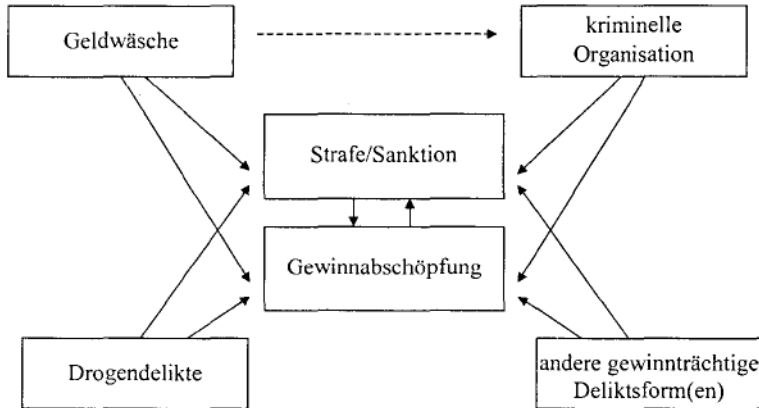 Geldwäsche
kriminelle
Organisation
Strafe/Sanktion
Gewinnabschöpfung
Drogendelikte
andere gewinnträchtige
Deliktsform(en)